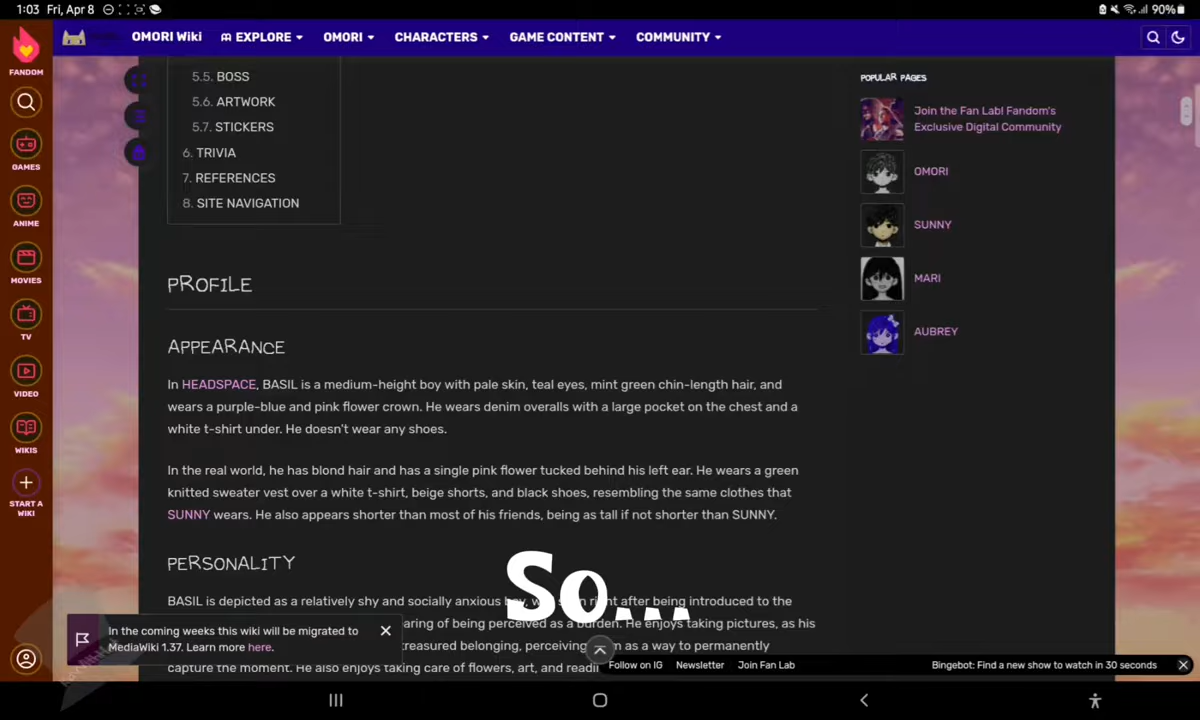 1:03 Fri, Apr 8
90%
FANDOM
GAMES
ANIME
MOVIES
TV
VIDEO
WIKIS
START A
WIKI
OMORI Wiki
EXPLORE
OMORI
CHARACTERS
GAME CONTENT
COMMUNITY
5.5. BOSS
5.6. ARTWORK
5.7. STICKERS
6. TRIVIA
7. REFERENCES
8. SITE NAVIGATION
PROFILE
APPEARANCE
In HEADSPACE, BASIL is a medium-height boy with pale skin, teal eyes, mint green chin-length hair, and
wears a purple-blue and pink flower crown. He wears denim overalls with a large pocket on the chest and a
white t-shirt under. He doesn't wear any shoes.
In the real world, he has blond hair and has a single pink flower tucked behind his left ear. He wears a green
knitted sweater vest over a white t-shirt, beige shorts, and black shoes, resembling the same clothes that
SUNNY wears. He also appears shorter than most of his friends, being as tall if not shorter than SUNNY.
PERSONALITY
So...
BASIL is depicted as a relatively shy and socially anxious right after being introduced to the
aring of being perceived as a burden. He enjoys taking pictures, as his
treasured belonging, perceiving as a way to permanently
capture the moment. He also enjoys taking care of flowers, art, and readi
In the coming weeks this wiki will be migrated to
MediaWiki 1.37. Learn more here.
POPULAR PAGES
Join the Fan Lab! Fandom's
Exclusive Digital Community
OMORI
SUNNY
MARI
AUBREY
Follow on IG
Newsletter
Join Fan Lab
Bingebot: Find a new show to watch in 30 seconds